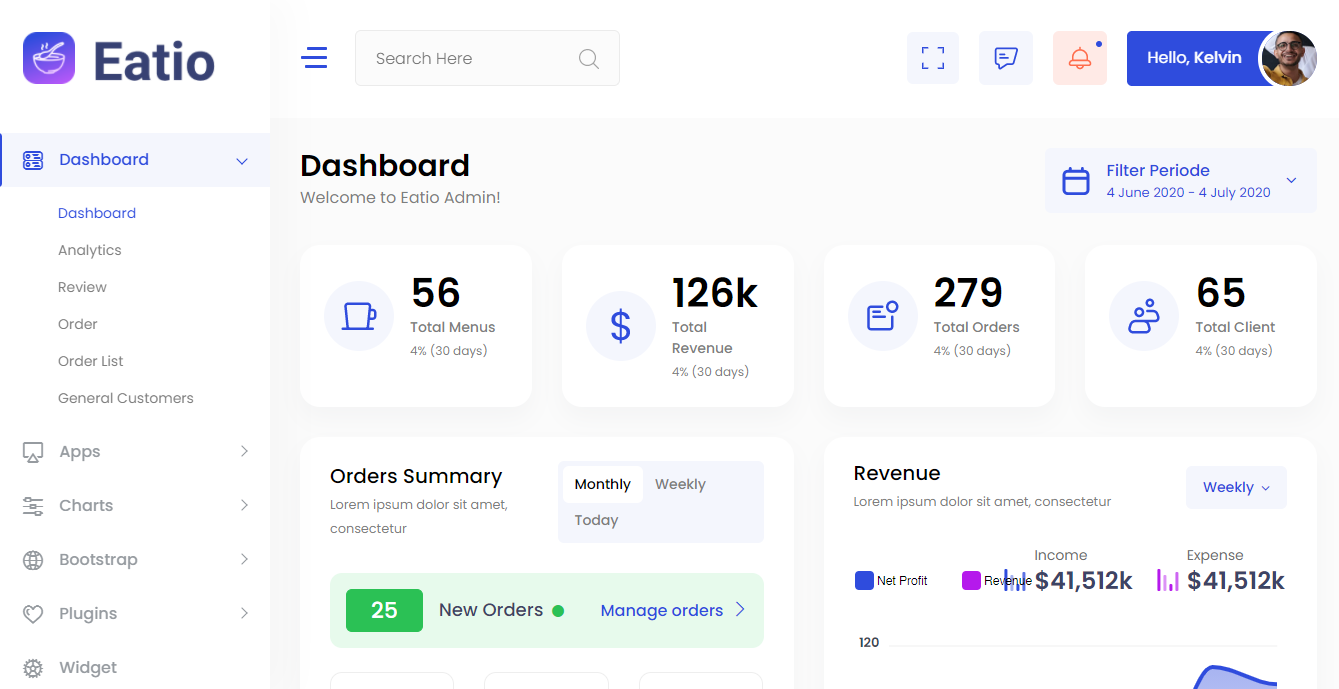 Eatio
Search Here
Hello, Kelvin
Dashboard
Dashboard
Analytics
Review
Order
Order List
General Customers
Apps
Charts
Bootstrap
Plugins
Widget
Dashboard
Welcome to Eatio Admin!
Filter Periode
4 June 2020 - 4 July 2020
56
Total Menus
4% (30 days)
126k
Total
Revenue
4% (30 days)
279
Total Orders
4% (30 days)
65
Total Client
4% (30 days)
Orders Summary
Lorem ipsum dolor sit amet,
consectetur
Monthly Weekly
Today
25 New Orders Manage orders
Revenue
Lorem ipsum dolor sit amet, consectetur
Weekly
Net Profit Revenue
Income
$41,512k
Expense
$41,512k
120